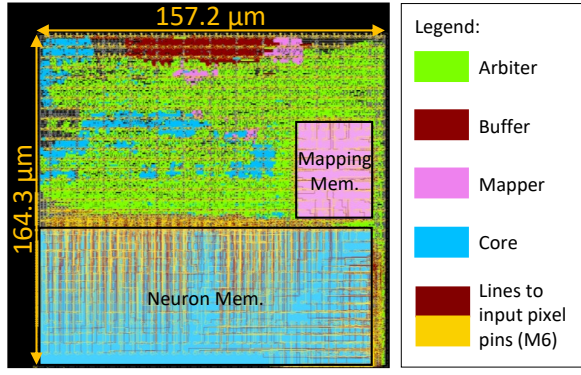 157.2 µm
164.3 µm
Mapping
Mem.
Neuron Mem.
Legend:
Arbiter
Buffer
Mapper
Core
Lines to
input pixel
pins (M6)